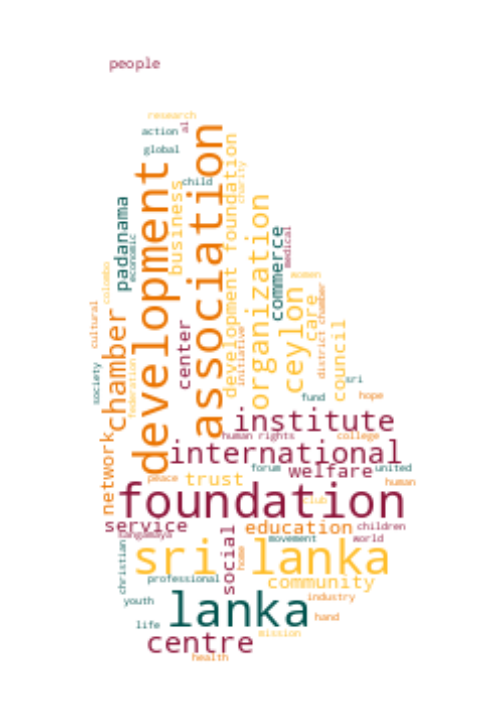 people
research
action
al
global
child
charity
association
development
business
development foundation
padanama
economic
organization
commerce
medical
colombo
women
ceylon
care
district chamber
cultural
chamber
center
initiative
council
sri
society
federation
fund
hope
institute
human rights
college
network
international
forum
welfare
united
peace
trust
human
foundation
club
service
sangamaya
education
children
social
movement
world
sri lanka
home
christian
professional
community
youth
lanka
industry
life
hand
centre
mission
health